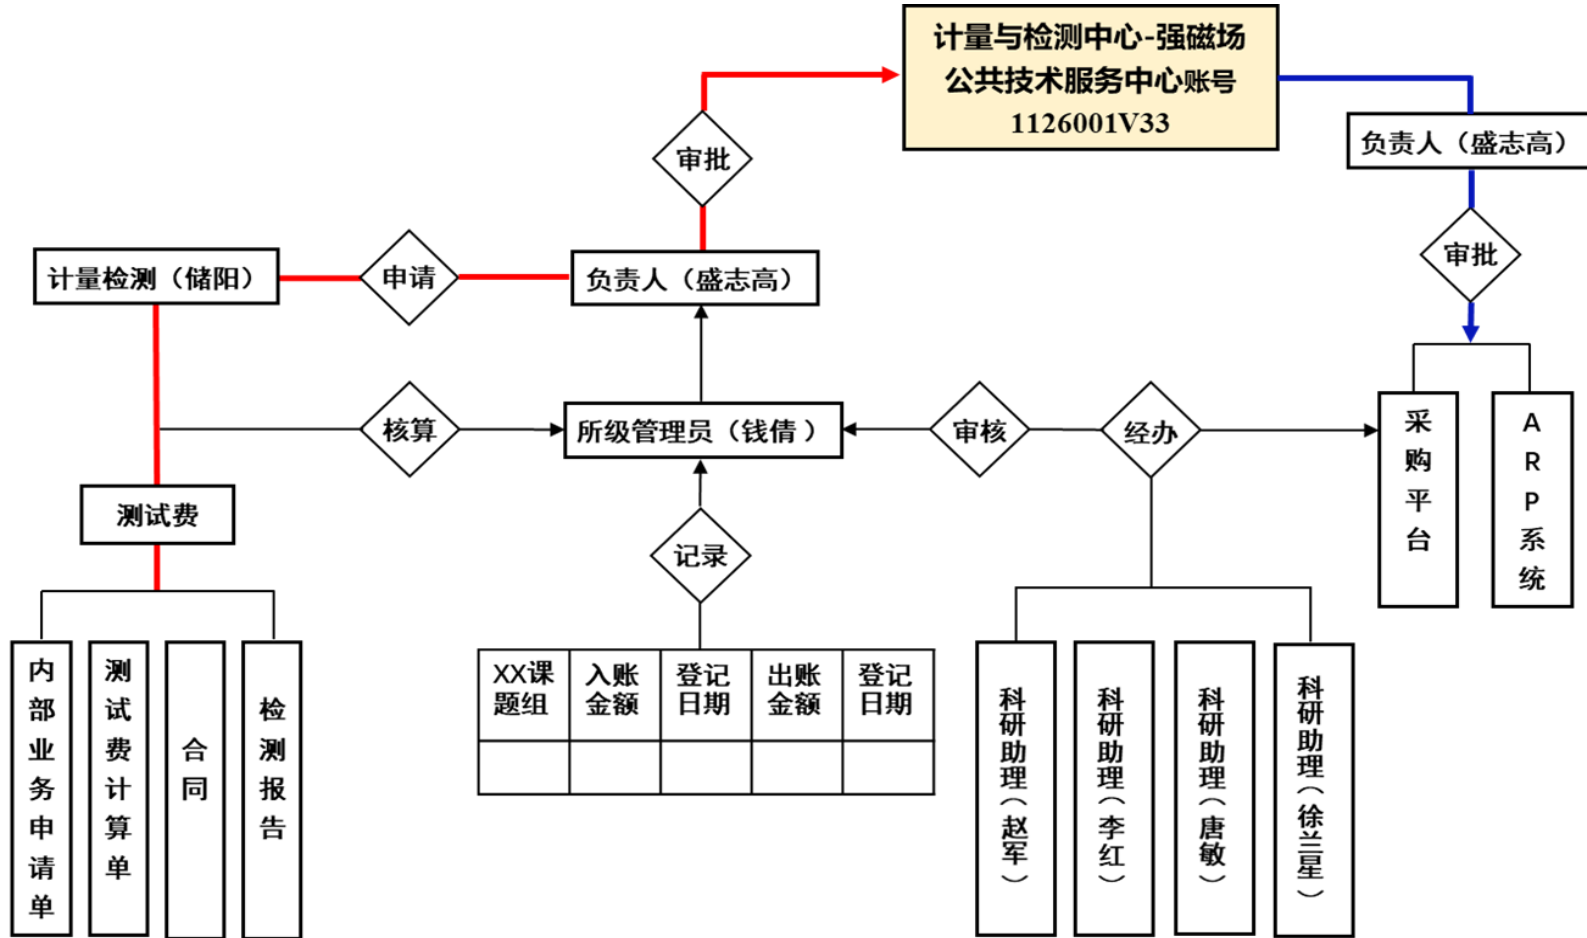 计量与检测中心-强磁场
公共技术服务中心账号
1126001V33
负责人（盛志高）
审批
审批
计量检测（储阳）
申请
负责人（盛志高）
核算
所级管理员（钱倩 ）
审核
经办
采购平台
ARP系统
测试费
记录
内部业务申请单
测试费计算单
合同
检测报告
XX课
题组
入账
金额
登记
日期
出账
金额
登记
日期
科研助理（赵军）
科研助理（李红）
科研助理（唐敏）
科研助理（徐兰星）